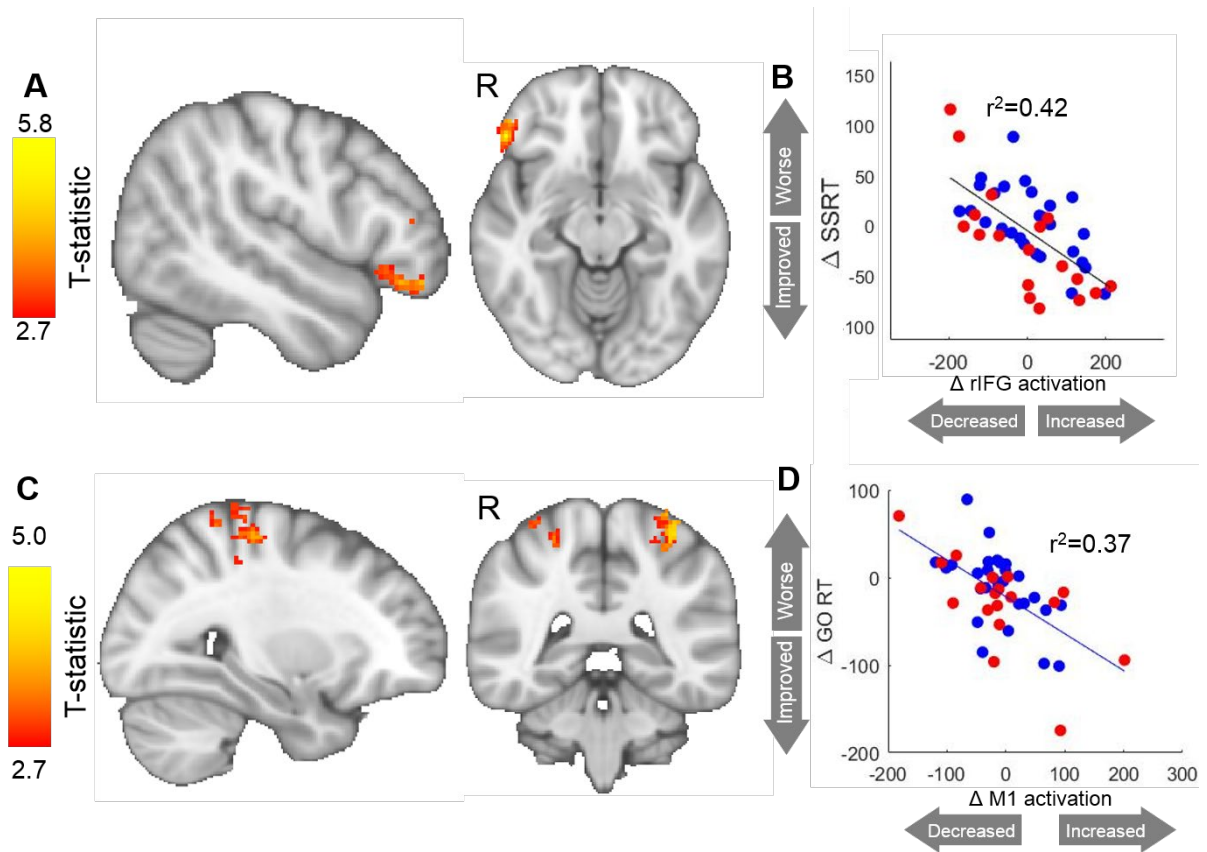 A
5.8
T-statistic
2.7
R
B
Worse
Improved
Δ SSRT
150
100
50
0
-50
100
r²=0.42
-200
0
200
Δ rIFG activation
Decreased
Increased
C
5.0
T-statistic
2.7
R
D
Worse
Improved
Δ GO RT
100
0
-100
-200
r²=0.37
-200
-100
0
100
200
300
Δ M1 activation
Decreased
Increased